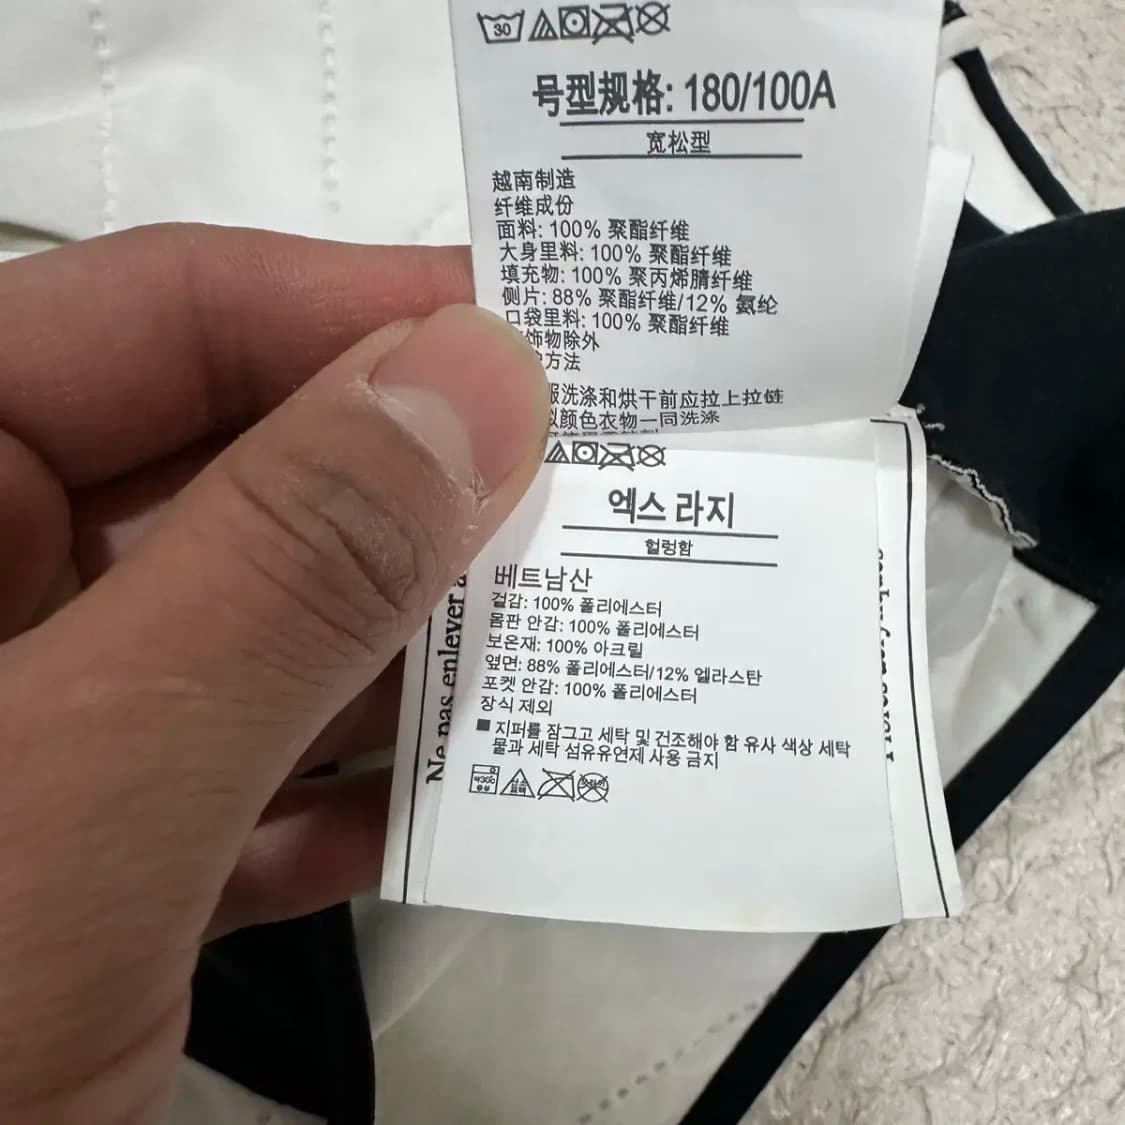 30
号型规格: 180/100A
宽松型
越南制造
纤维成份
面料: 100% 聚酯纤维
大身里料: 100% 聚酯纤维
填充物: 100% 聚丙烯腈纤维
侧片: 88% 聚酯纤维/12% 氨纶
口袋里料: 100% 聚酯纤维
饰物除外
方法
洗涤和烘干前应拉上拉链
颜色衣物一同洗涤
엑스 라지
헐렁함
베트남산
겉감: 100% 폴리에스터
몸판 안감: 100% 폴리에스터
보온재: 100% 아크릴
옆면: 88% 폴리에스터/12% 엘라스탄
포켓 안감: 100% 폴리에스터
장식 제외
■ 지퍼를 잠그고 세탁 및 건조해야 함 유사 색상 세탁
물과 세탁 섬유유연제 사용 금지
Ne pas enlever